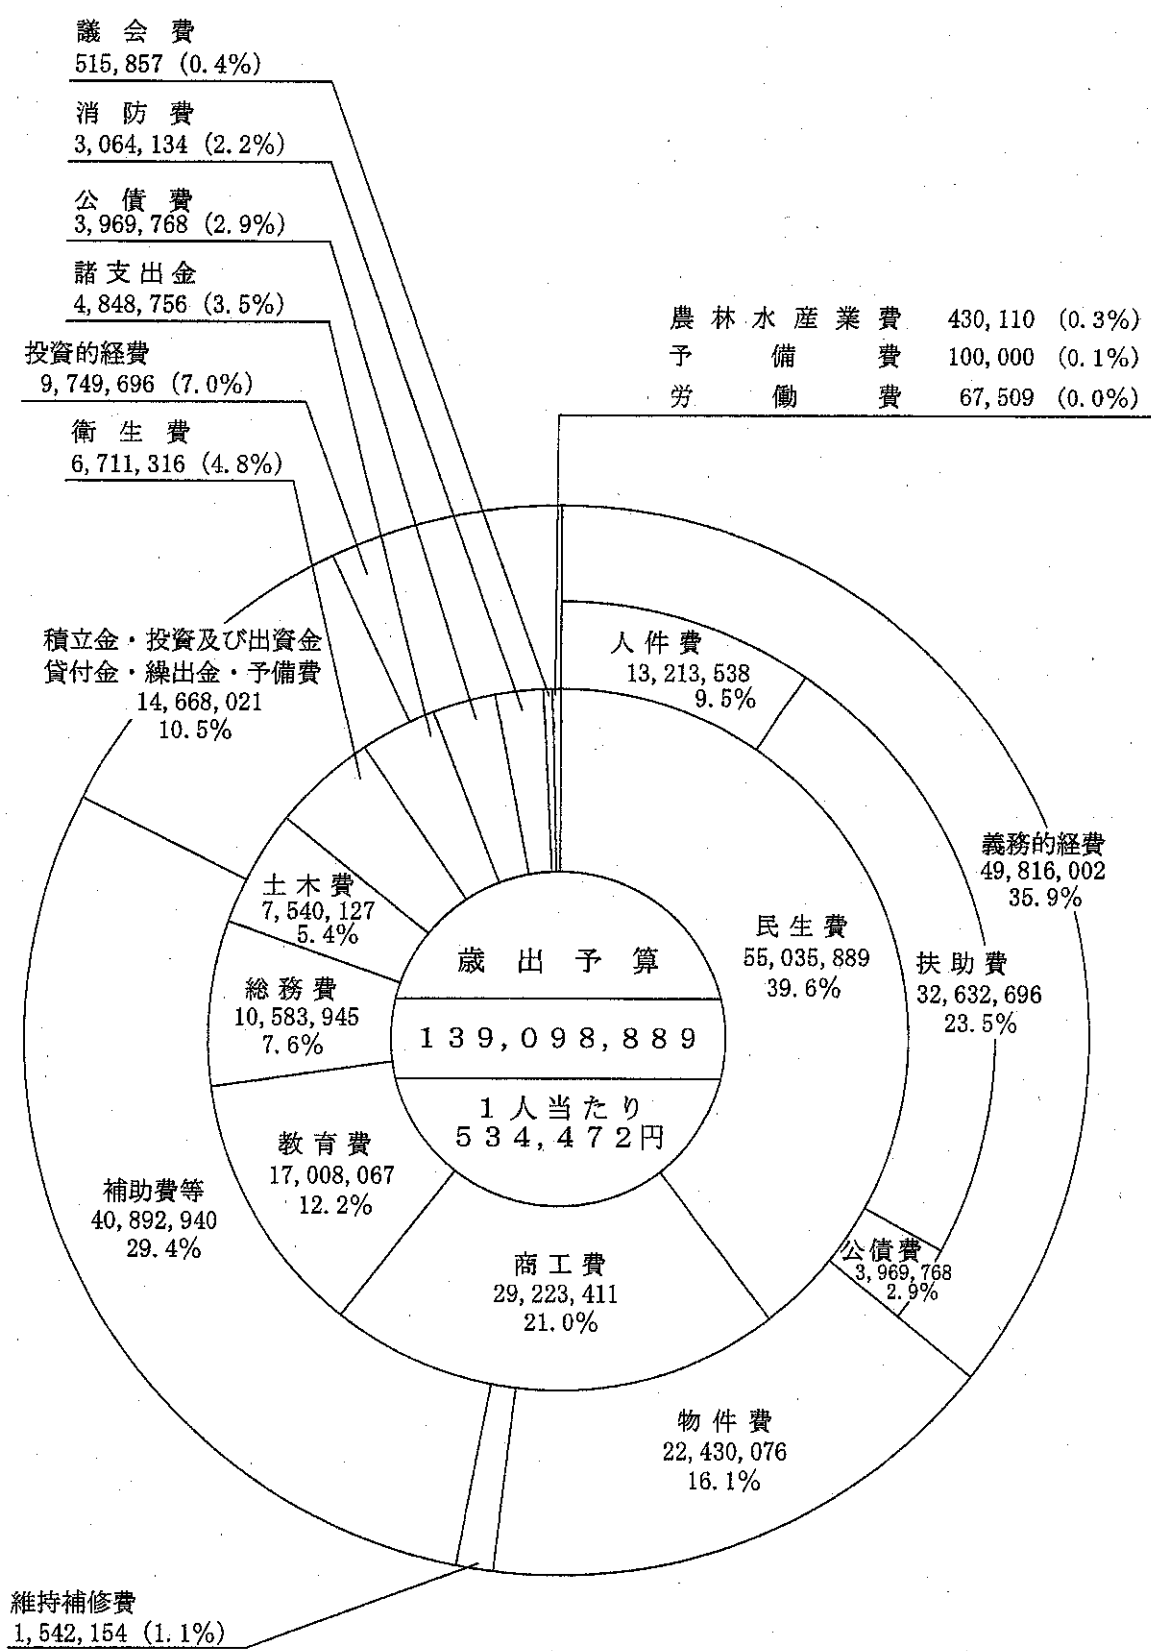 議会費
515,857 (0.4%)
消防費
3,064,134 (2.2%)
公債費
3,969,768 (2.9%)
諸支出金
4,848,756 (3.5%)
投資的経費
9,749,696 (7.0%)
衛生費
6,711,316 (4.8%)
農林水産業費 430,110 (0.3%)
予備費 100,000 (0.1%)
労働費 67,509 (0.0%)
積立金・投資及び出資金
貸付金・繰出金・予備費
14,668,021
10.5%
人件費
13,213,538
9.5%
義務的経費
49,816,002
35.9%
土木費
7,540,127
5.4%
民生費
55,035,889
39.6%
扶助費
32,632,696
23.5%
歳出予算
139,098,889
1人当たり
534,472円
総務費
10,583,945
7.6%
教育費
17,008,067
12.2%
補助費等
40,892,940
29.4%
公債費
3,969,768
2.9%
商工費
29,223,411
21.0%
物件費
22,430,076
16.1%
維持補修費
1,542,154 (1.1%)